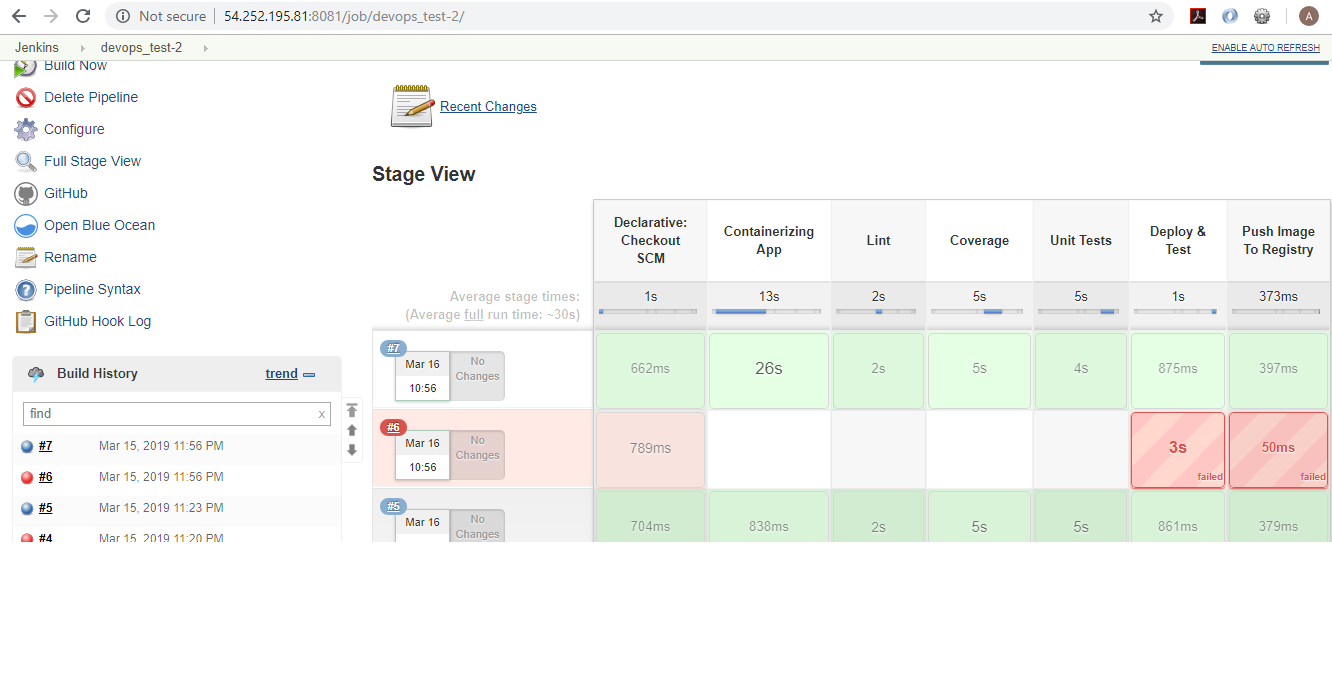 Not secure
54.252.195.81:8081/job/devops_test-2/
A
Jenkins
devops_test-2
ENABLE AUTO REFRESH
Build Now
Delete Pipeline
Configure
Full Stage View
GitHub
Open Blue Ocean
Rename
Pipeline Syntax
GitHub Hook Log
Build History
trend
find
x
#7 Mar 15, 2019 11:56 PM
#6 Mar 15, 2019 11:56 PM
#5 Mar 15, 2019 11:23 PM
#4 Mar 15, 2019 11:20 PM
Recent Changes
Stage View
Declarative:
Checkout
SCM
Containerizing
App
Lint
Coverage
Unit Tests
Deploy &
Test
Push Image
To Registry
Average stage times:
(Average full run time: ~30s)
1s
13s
2s
5s
5s
1s
373ms
#7
Mar 16
10:56
No
Changes
662ms
26s
2s
5s
4s
875ms
397ms
#6
Mar 16
10:56
No
Changes
789ms
3s
failed
50ms
failed
#5
Mar 16
No
Changes
704ms
838ms
2s
5s
5s
861ms
379ms